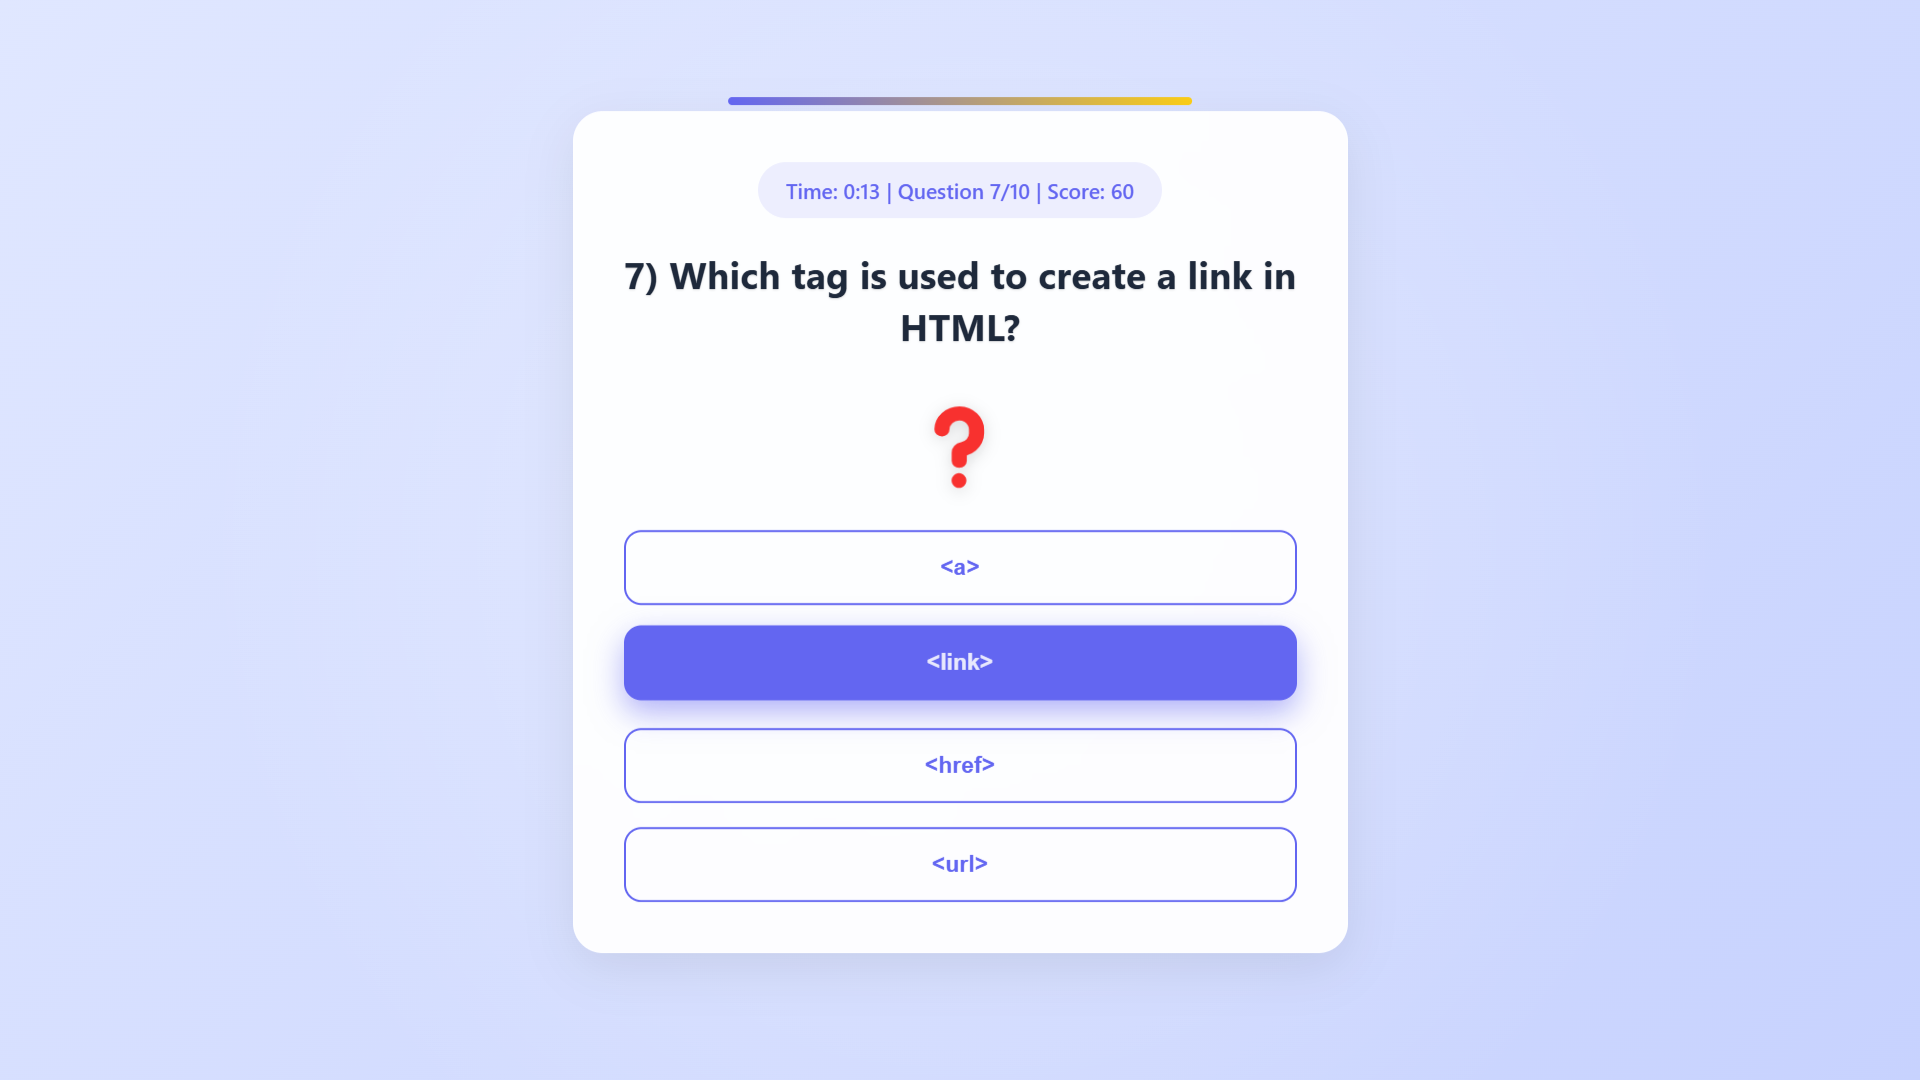 Time: 0:13 | Question 7/10 | Score: 60
7) Which tag is used to create a link in
HTML?
<a>
<link>
<href>
<url>